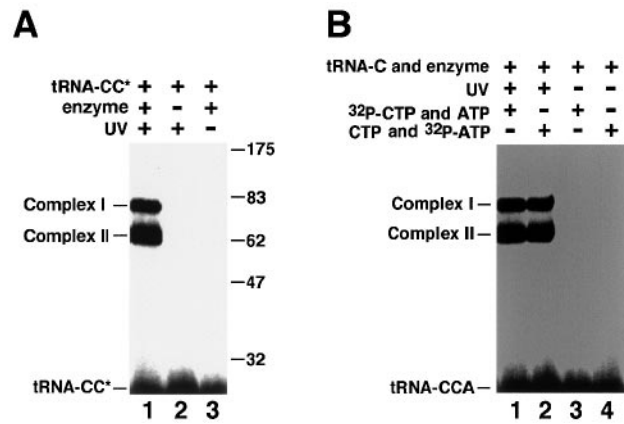 A
tRNA-CC* + + +
enzyme + - +
UV + + -
175
Complex I 83
Complex II 62
47
32
tRNA-CC*
1 2 3
B
tRNA-C and enzyme + + + +
UV + + - -
32P-CTP and ATP + - + -
CTP and 32P-ATP - + - +
Complex I
Complex II
tRNA-CCA
1 2 3 4